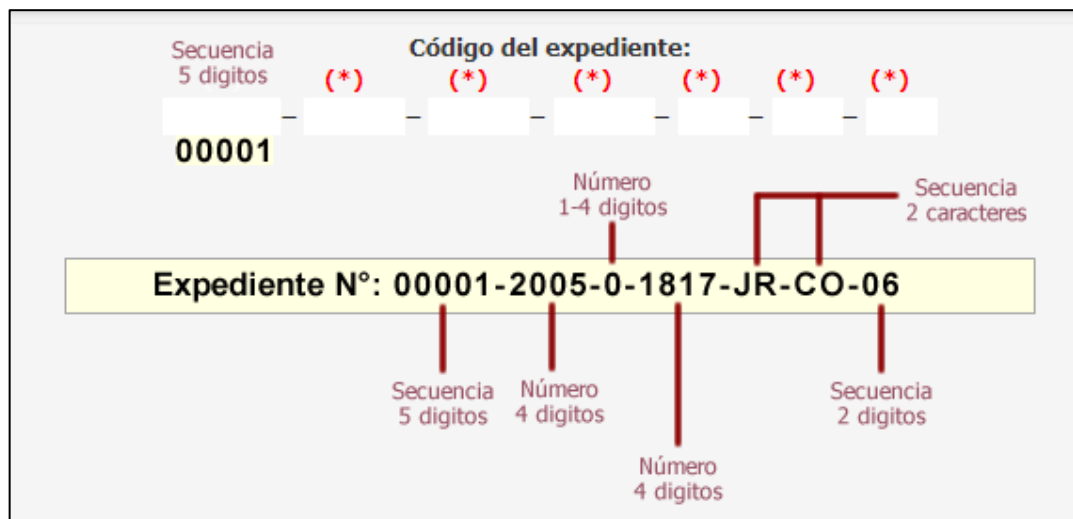 Código del expediente:
Secuencia
5 digitos
(*) (*) (*) (*) (*) (*)
– – – – – –
00001
Número
1-4 digitos
Secuencia
2 caracteres
Expediente N°: 00001-2005-0-1817-JR-CO-06
Secuencia
5 digitos
Número
4 digitos
Secuencia
2 digitos
Número
4 digitos